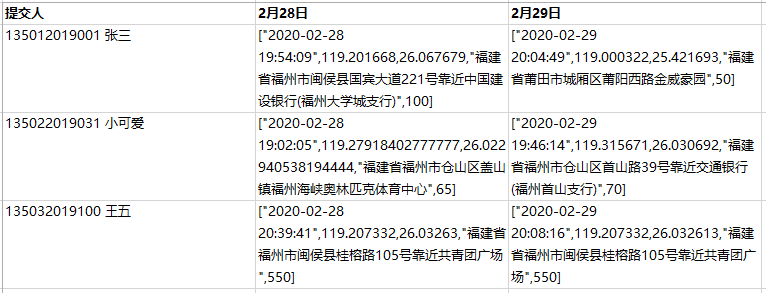 提交人 2月28日 2月29日
135012019001 张三
["2020-02-28
19:54:09",119.201668,26.067679,"福建
省福州市闽侯县国宾大道221号靠近中国建
设银行(福州大学城支行)",100]
["2020-02-29
20:04:49",119.000322,25.421693,"福建
省莆田市城厢区莆阳西路金威豪园",50]
135022019031 小可爱
["2020-02-28
19:02:05",119.27918402777777,26.022
940538194444,"福建省福州市仓山区盖山
镇福州海峡奥林匹克体育中心",65]
["2020-02-29
19:46:14",119.315671,26.030692,"福建
省福州市仓山区首山路39号靠近交通银行
(福州首山支行)",70]
135032019100 王五
["2020-02-28
20:39:41",119.207332,26.03263,"福建省
福州市闽侯县桂榕路105号靠近共青团广场
",550]
["2020-02-29
20:08:16",119.207332,26.032613,"福建
省福州市闽侯县桂榕路105号靠近共青团广
场",550]